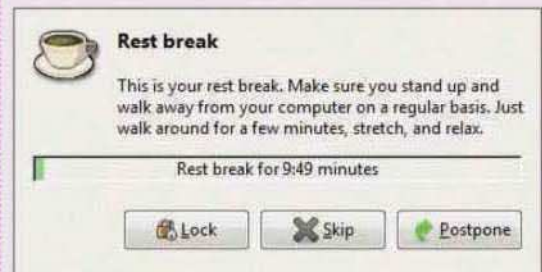 Rest break
This is your rest break. Make sure you stand up and
walk away from your computer on a regular basis. Just
walk around for a few minutes, stretch, and relax.
Rest break for 9:49 minutes
Lock
Skip
Postpone